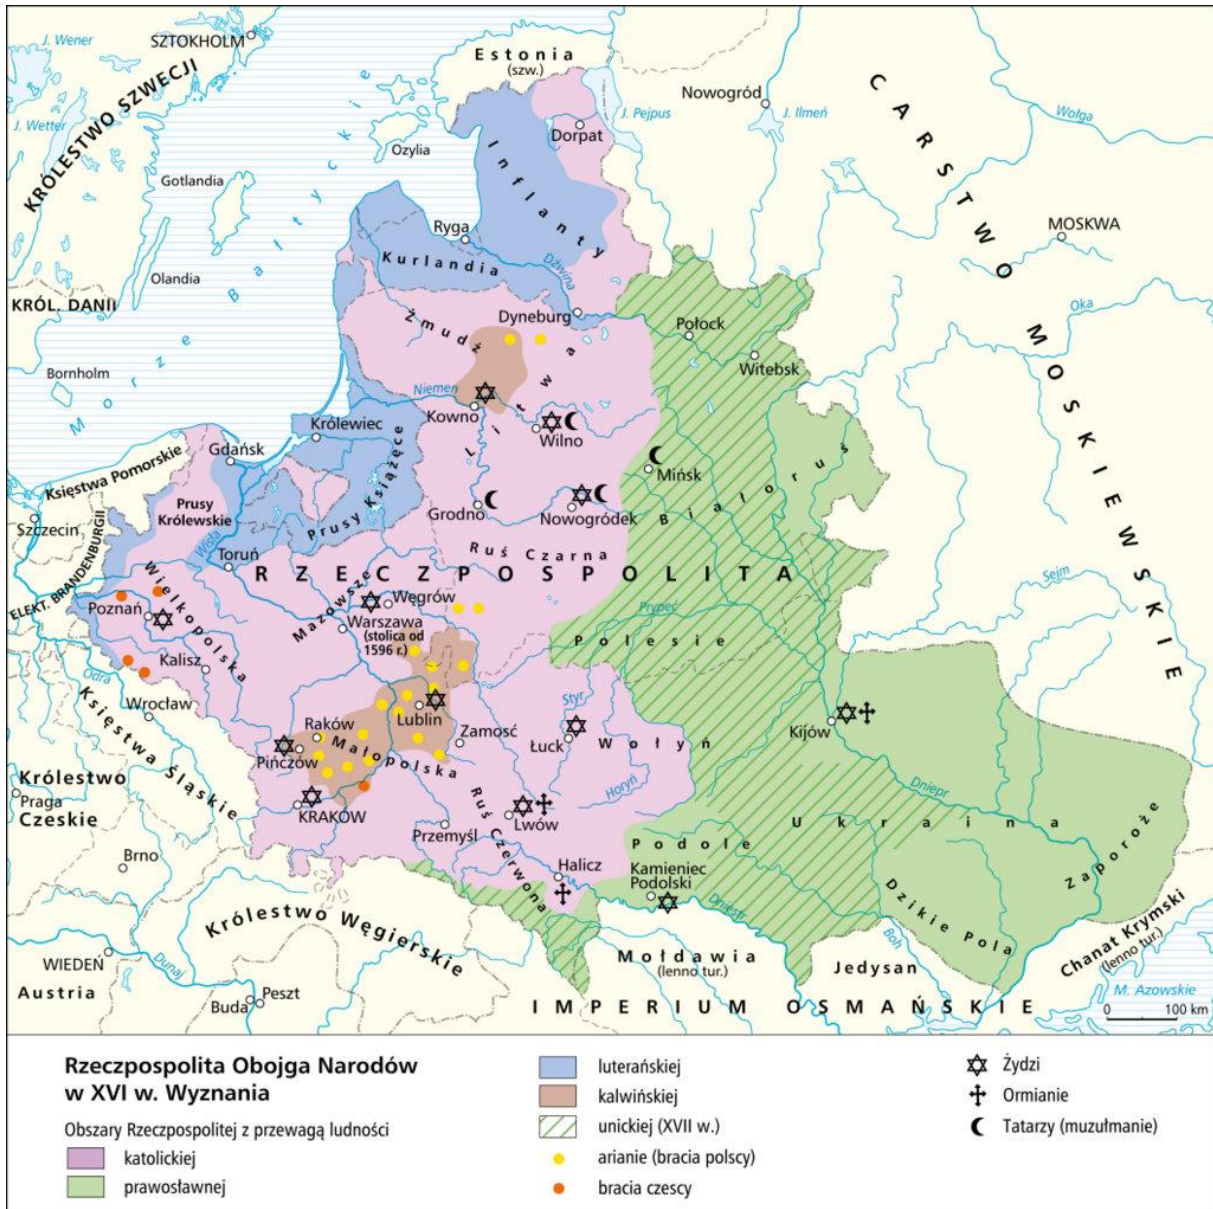 J. Wener
SZTOKHOLM
Estonia
(szw.)
KRÓLESTWO SZWECJI
J. Wetter
Nowogród
J. Ilmeń
J. Pejpus
Wołga
CARSTWO MOSKIEWSKIE
Dorpat
Ozylia
Inflanty
Gotlandia
Morze Bałtyckie
Ryga
MOSKWA
Kurlandia
Dźwina
Olandia
KRÓL. DANII
Oka
Żmudź
Dyneburg
Połock
Witebsk
Bornholm
Niemen
Kowno
Litwa
Wilno
Królewiec
Gdańsk
Księstwa Pomorskie
Mińsk
Białoruś
Prusy
Królewskie
Prusy Książęce
Grodno
Nowogródek
Szczecin
ELEKT. BRANDENBURGII
Wisła
Toruń
Ruś Czarna
RZECZPOSPOLITA
Sejm
Wielkopolska
Mazowsze
Węgrów
Poznań
Warszawa
(stolica od
1596 r.)
Prypeć
Polesie
Kalisz
Odra
Wrocław
Księstwa Śląskie
Lublin
Styr
Raków
Pińczów
Małopolska
Zamość
Łuck
Wołyń
Kijów
Królestwo
Praga
Czeskie
Horyń
Dniepr
KRAKÓW
Przemyśl
Ruś Czerwona
Lwów
Ukraina
Podole
Zaporoże
Brno
Halicz
Kamieniec
Podolski
Dniestr
Dzikie Pola
Królestwo Węgierskie
Boh
Chanat Krymski
(lenno tur.)
WIEDEŃ
Dunaj
Mołdawia
(lenno tur.)
Jedysan
Austria
Buda
Peszt
IMPERIUM OSMAŃSKIE
M. Azowskie
0 100 km
Rzeczpospolita Obojga Narodów
w XVI w. Wyznania
Obszary Rzeczpospolitej z przewagą ludności
katolickiej
prawosławnej
luterańskiej
kalwińskiej
unickiej (XVII w.)
arianie (bracia polscy)
bracia czescy
Żydzi
Ormianie
Tatarzy (muzułmanie)